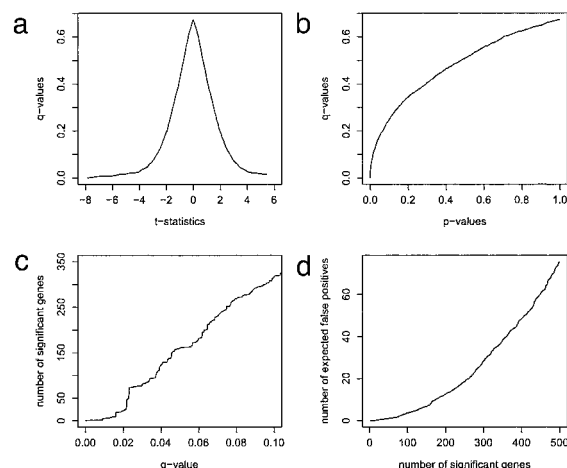 a
q-values
0.0 0.2 0.4 0.6
−8 −6 −4 −2 0 2 4 6
t−statistics
b
q-values
0.0 0.2 0.4 0.6
0.0 0.2 0.4 0.6 0.8 1.0
p-values
c
number of significant genes
0 50 150 250 350
0.00 0.02 0.04 0.06 0.08 0.10
q-value
d
number of expected false positives
0 20 40 60
0 100 200 300 400 500
number of significant genes